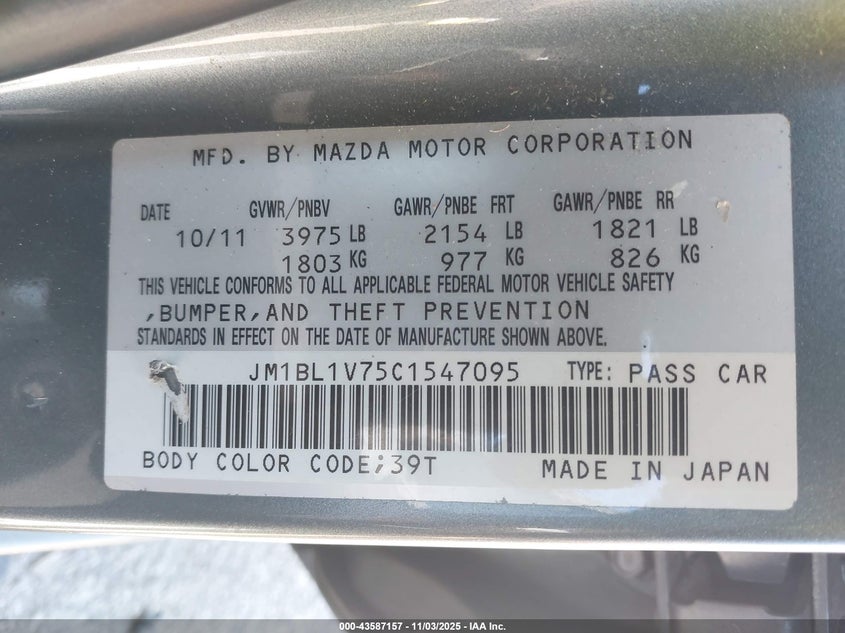 MFD. BY MAZDA MOTOR CORPORATION
DATE GVWR/PNBV GAWR/PNBE FRT GAWR/PNBE RR
10/11 3975 LB 2154 LB 1821 LB
1803 KG 977 KG 826 KG
THIS VEHICLE CONFORMS TO ALL APPLICABLE FEDERAL MOTOR VEHICLE SAFETY
,BUMPER,AND THEFT PREVENTION
STANDARDS IN EFFECT ON THE DATE OF MANUFACTURE SHOWN ABOVE.
JM1BL1V75C1547095 TYPE: PASS CAR
BODY COLOR CODE;39T MADE IN JAPAN
000-43587157 - 11/03/2025 - IAA Inc.